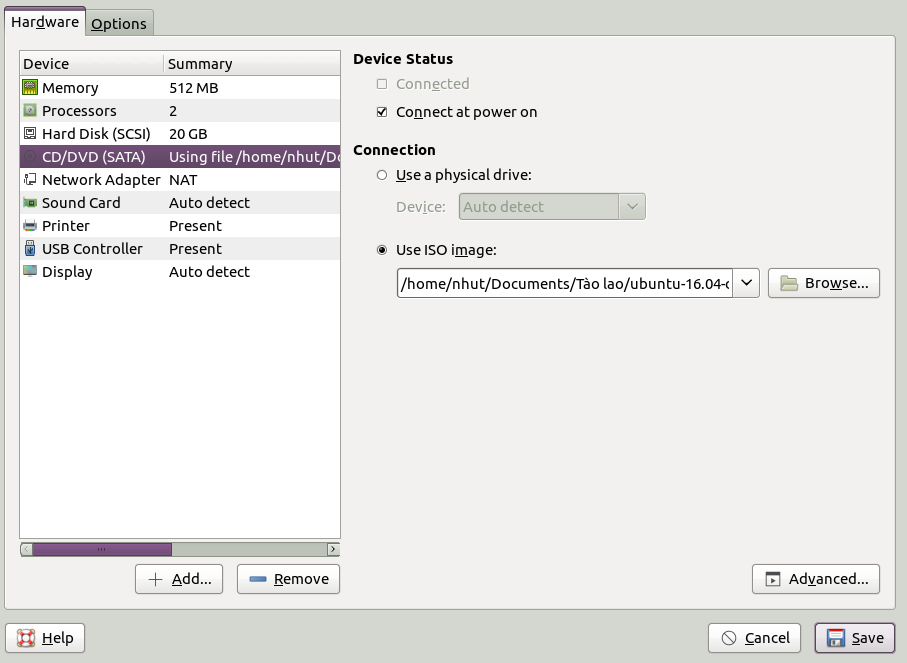 Hardware Options
Device Summary
Memory 512 MB
Processors 2
Hard Disk (SCSI) 20 GB
CD/DVD (SATA) Using file /home/nhut/Do
Network Adapter NAT
Sound Card Auto detect
Printer Present
USB Controller Present
Display Auto detect
Add... Remove
Device Status
Connected
Connect at power on
Connection
Use a physical drive:
Device: Auto detect
Use ISO image:
/home/nhut/Documents/Tào lao/ubuntu-16.04-d Browse...
Advanced...
Help Cancel Save